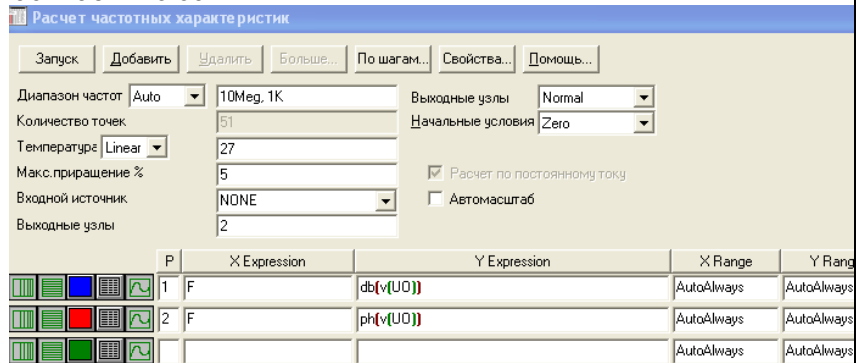 Расчет частотных характеристик
Запуск Добавить Удалить Больше... По шагам... Свойства... Помощь...
Диапазон частот Auto 10Meg, 1K Выходные узлы Normal
Количество точек 51 Начальные условия Zero
Температура Linear 27
Макс.приращение % 5 Расчет по постоянному току
Входной источник NONE Автомасштаб
Выходные узлы 2
P X Expression Y Expression X Range Y Rang
1 F db(v(UO)) AutoAlways AutoAlways
2 F ph(v(UO)) AutoAlways AutoAlways
AutoAlways AutoAlways